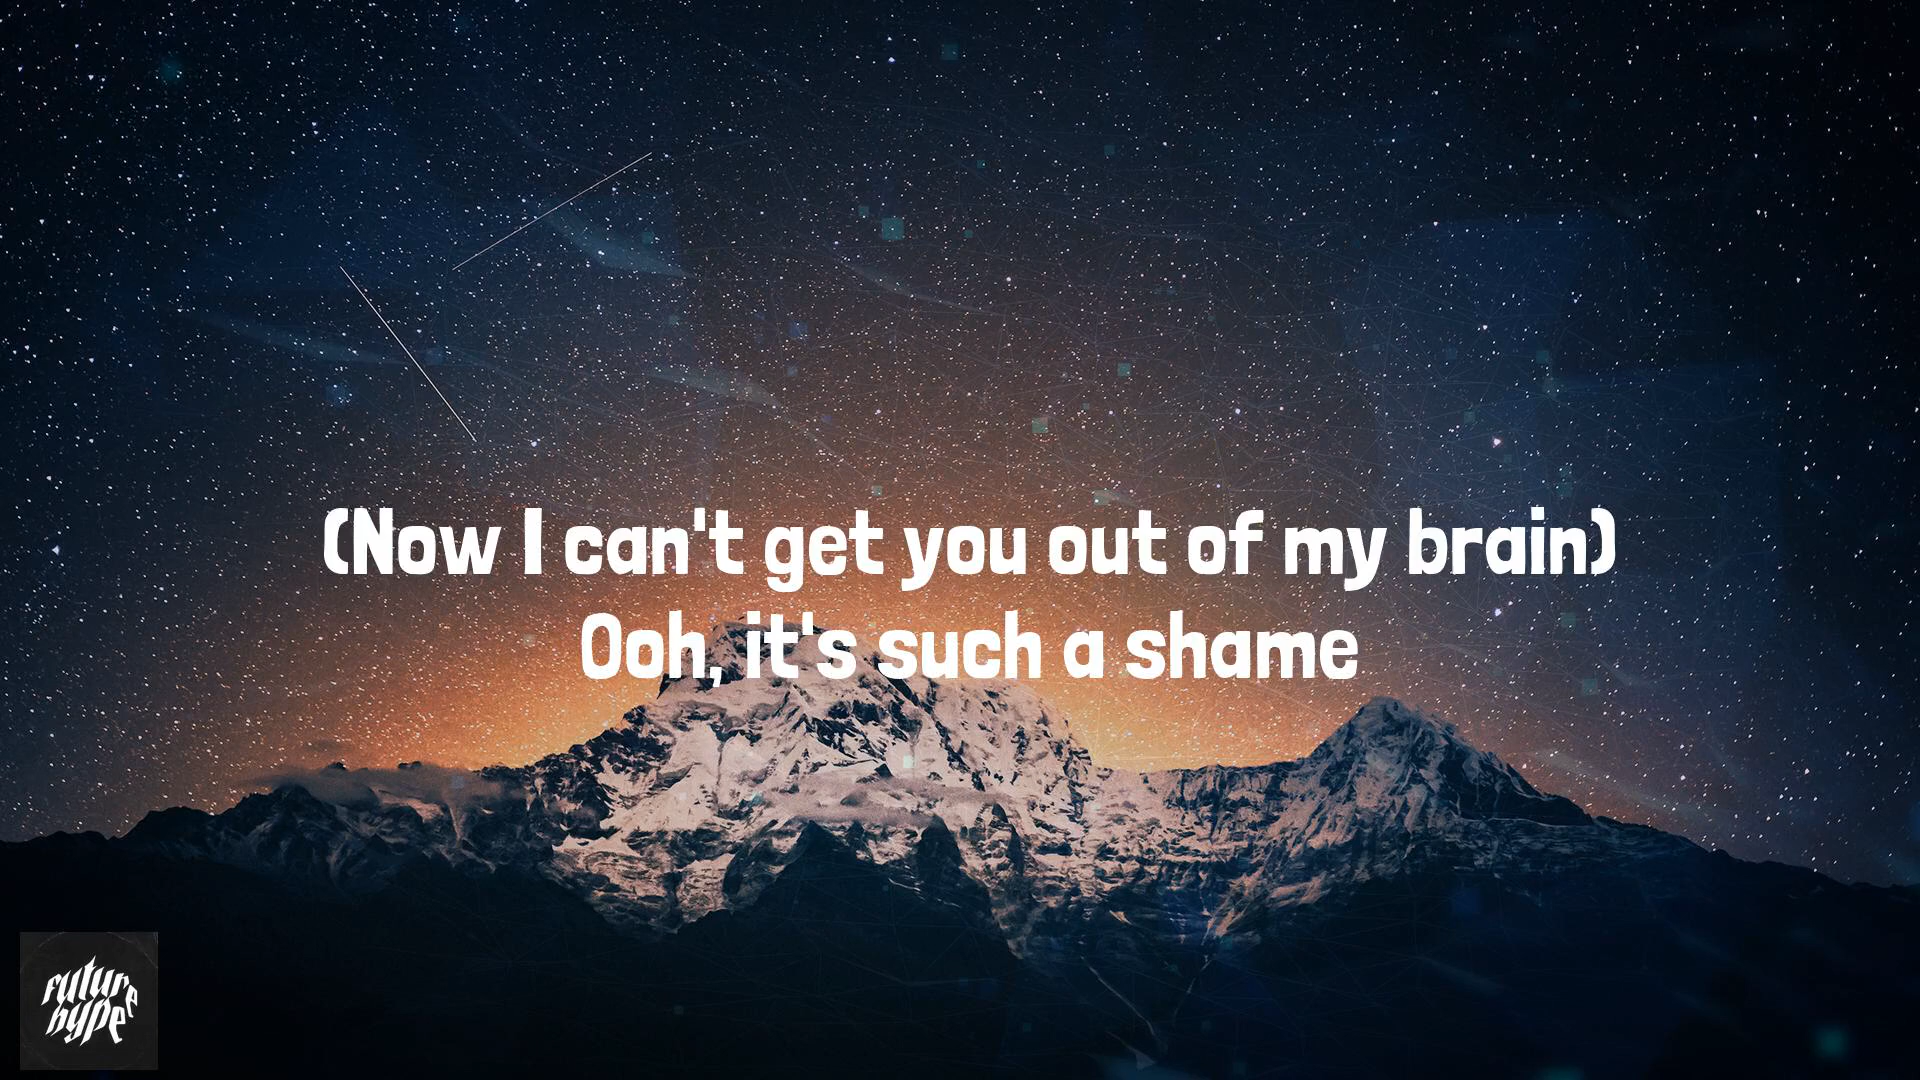 (Now I can't get you out of my brain)
Ooh, it's such a shame
future
hype